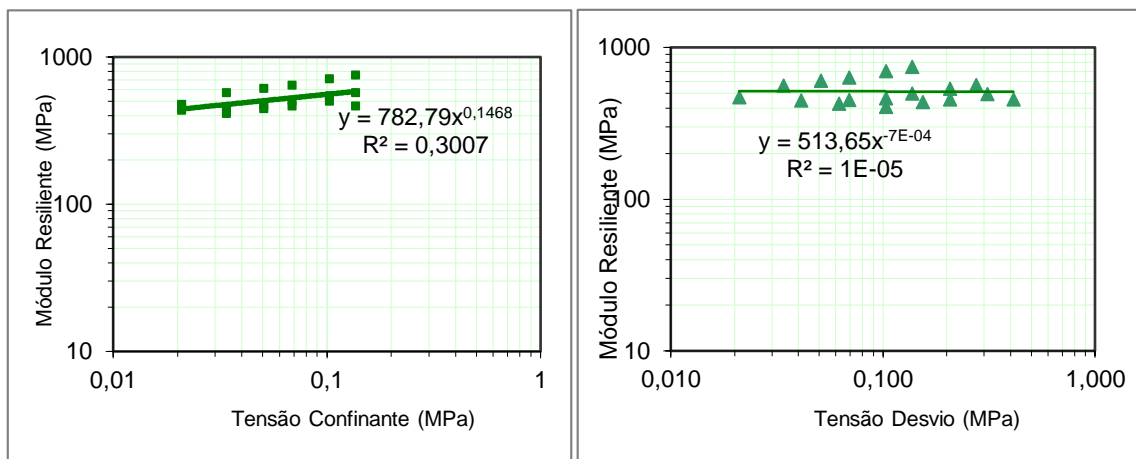 1000
100
10
0,01
0,1
1
Módulo Resiliente (MPa)
Tensão Confinante (MPa)
y = 782,79x^0,1468
R² = 0,3007
1000
100
10
0,010
0,100
1,000
Módulo Resiliente (MPa)
Tensão Desvio (MPa)
y = 513,65x^-7E-04
R² = 1E-05